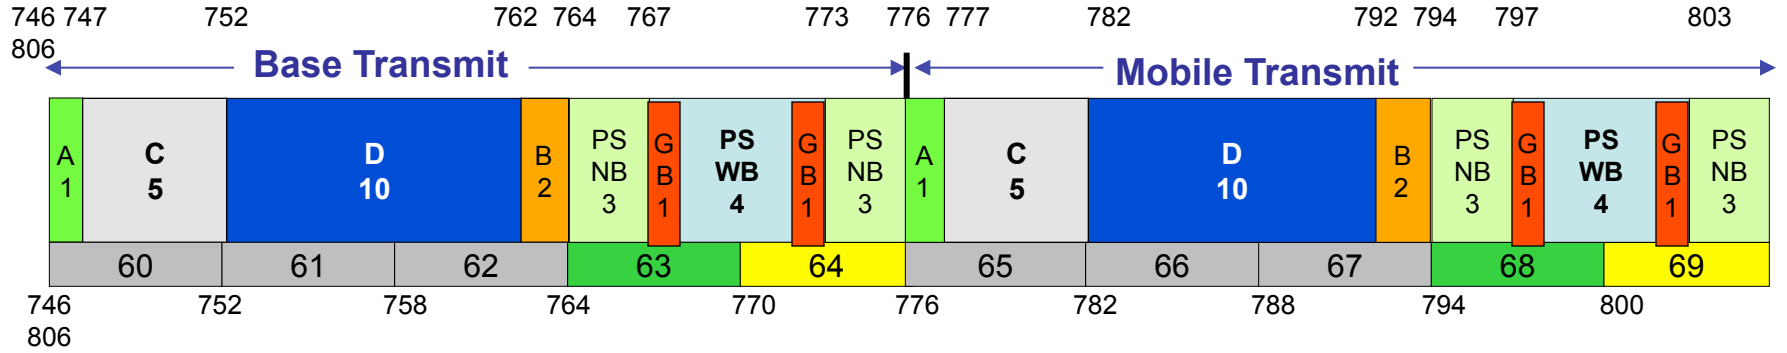 746 747 752 762 764 767 773 776 777 782 792 794 797 803
806
Base Transmit Mobile Transmit
A 1
C 5
D 10
B 2
PS NB 3
G B 1
PS WB 4
G B 1
PS NB 3
A 1
C 5
D 10
B 2
PS NB 3
G B 1
PS WB 4
G B 1
PS NB 3
60 61 62 63 64 65 66 67 68 69
746 752 758 764 770 776 782 788 794 800
806